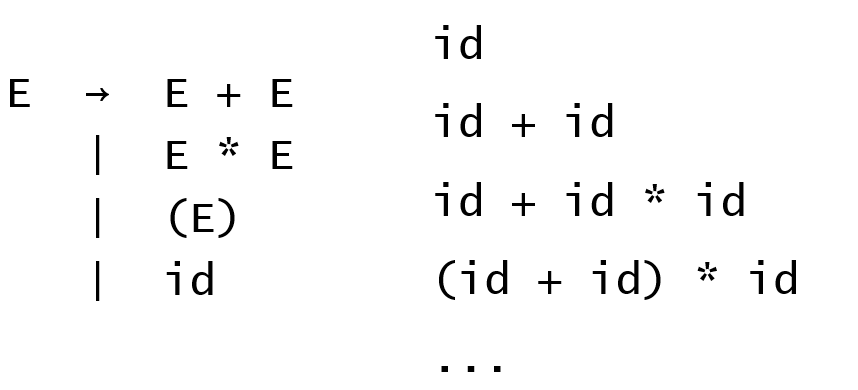 E → E + E
| E * E
| (E)
| id
id
id + id
id + id * id
(id + id) * id
...